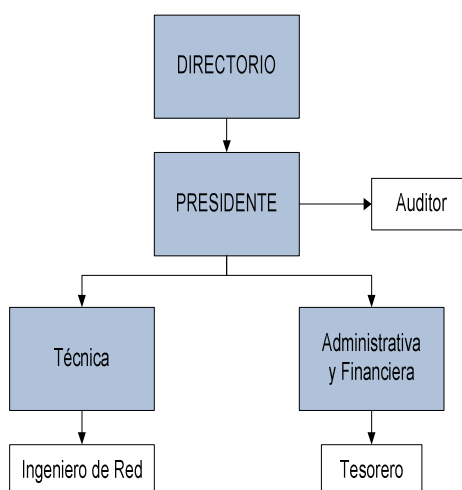 DIRECTORIO
PRESIDENTE
Auditor
Técnica
Administrativa
y Financiera
Ingeniero de Red
Tesorero